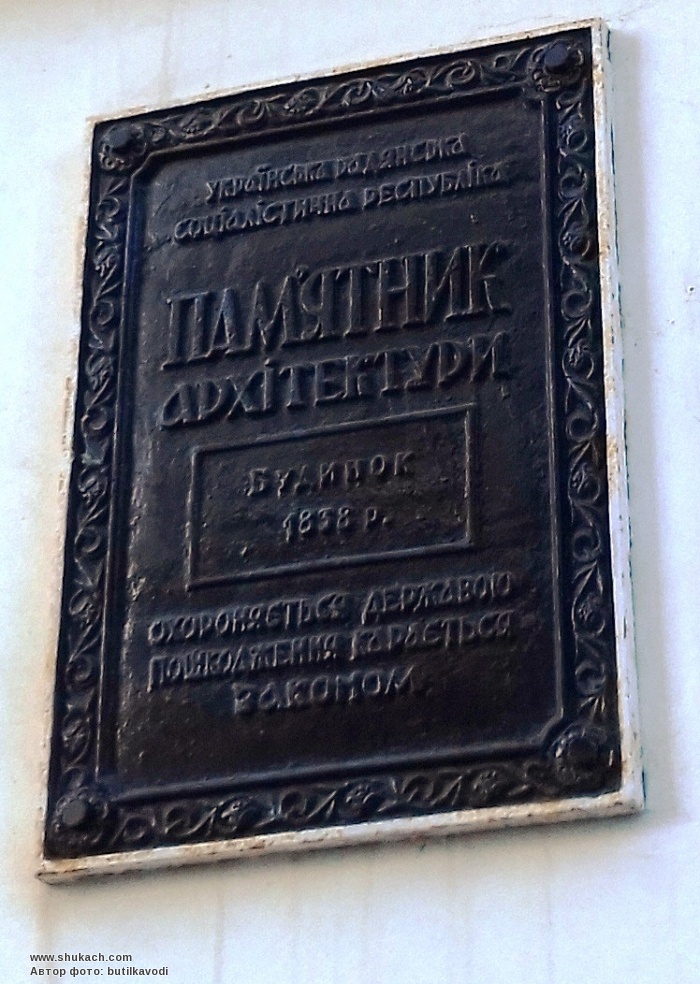 Українська Радянська
Соціалістична Республіка
ПАМ'ЯТНИК
АРХІТЕКТУРИ
Будинок
1858 р.
Охороняється державою
пошкодження карається
законом.
www.shukach.com
Автор фото: butilkavodi